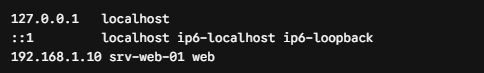 127.0.0.1   localhost
::1         localhost ip6-localhost ip6-loopback
192.168.1.10 srv-web-01 web